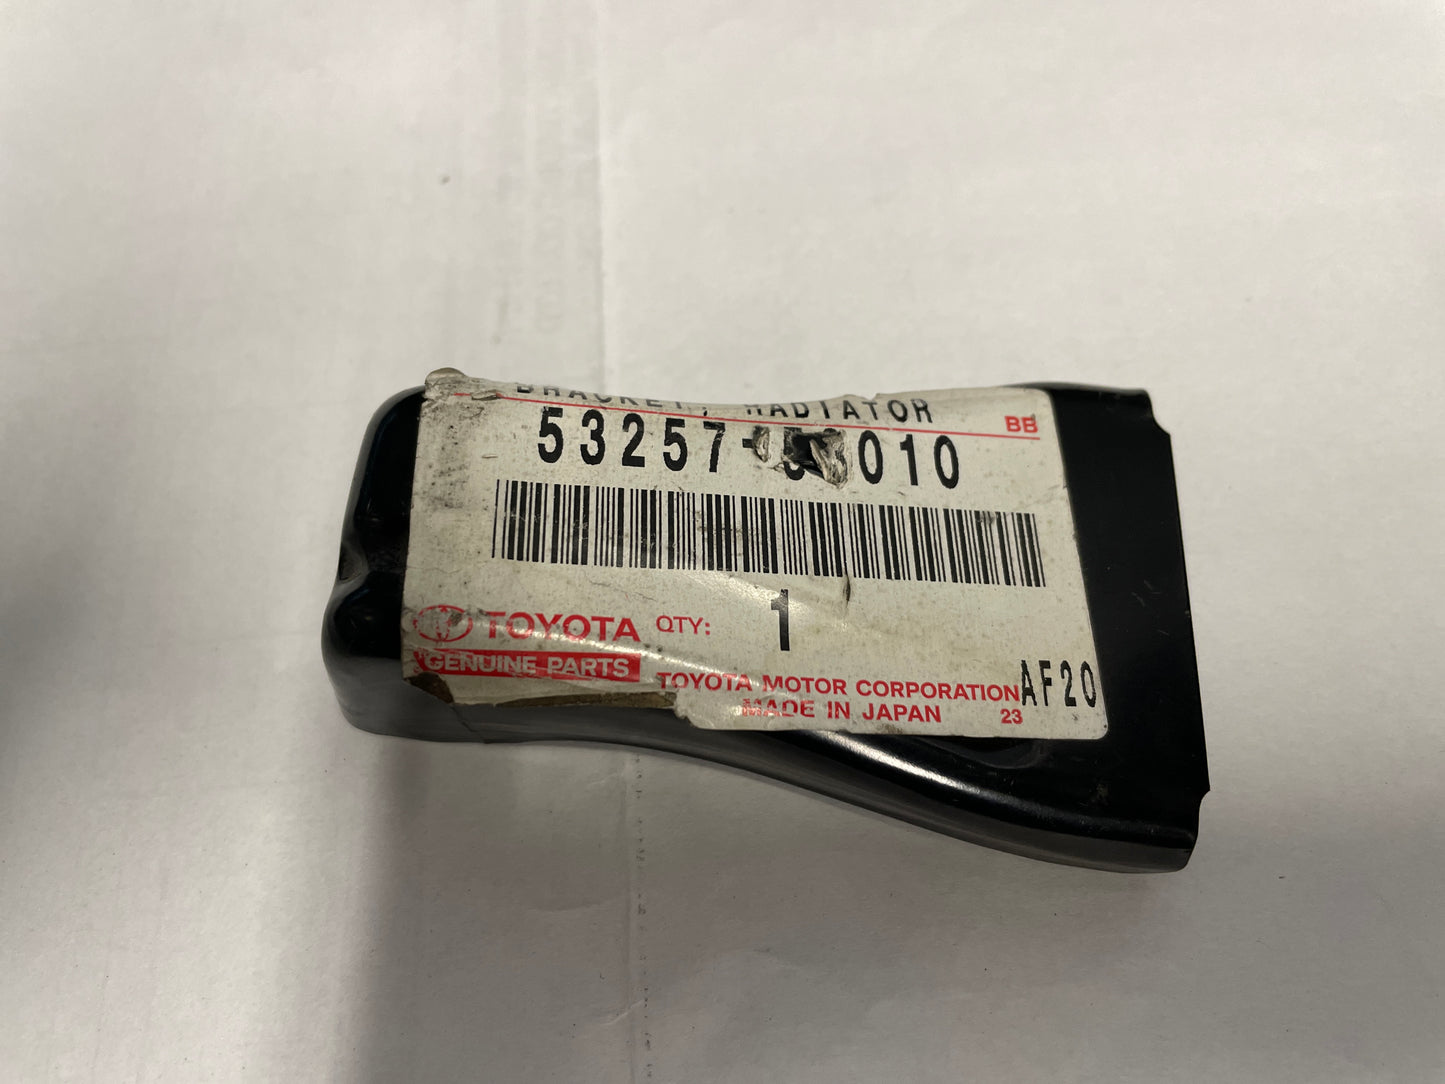 BRACKET, RADIATOR
BB
53257- 010
TOYOTA QTY: 1
GENUINE PARTS
TOYOTA MOTOR CORPORATION AF20
MADE IN JAPAN 23